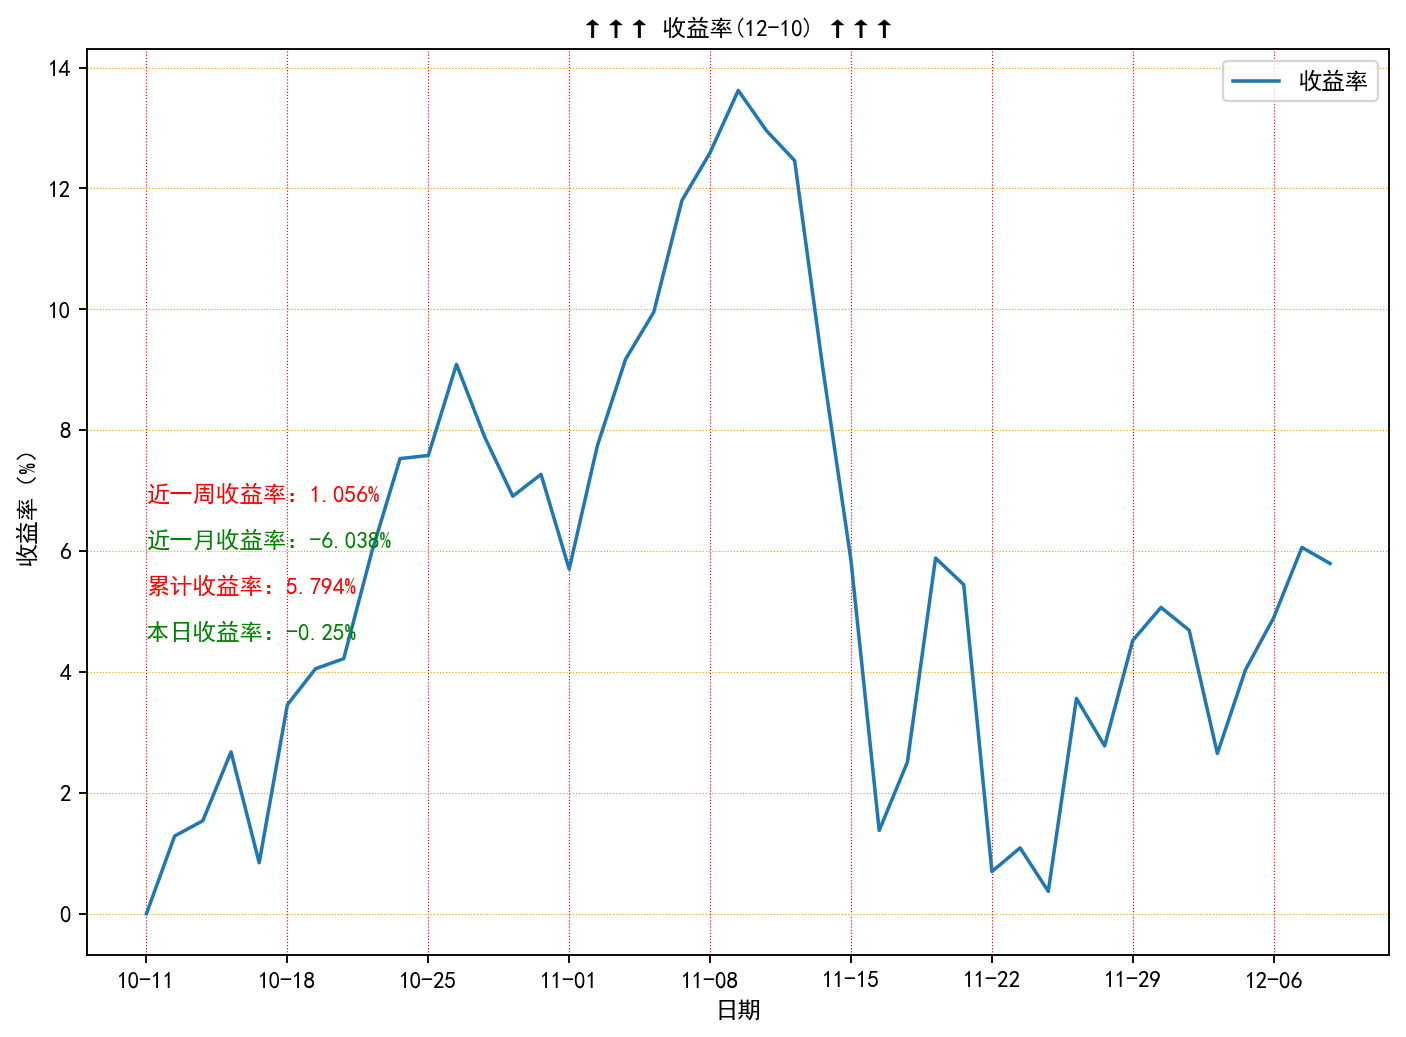 ↑↑↑ 收益率(12-10) ↑↑↑
收益率
14
12
10
8
6
4
2
0
收益率（%）
近一周收益率：1.056%
近一月收益率：-6.038%
累计收益率：5.794%
本日收益率：-0.25%
10-11 10-18 10-25 11-01 11-08 11-15 11-22 11-29 12-06
日期